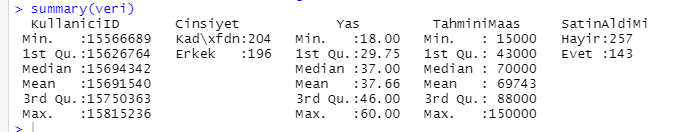 > summary(veri)
KullaniciID Cinsiyet Yas TahminiMaas SatinAldiMi
Min. :15566689 Kad\xfdn:204 Min. :18.00 Min. : 15000 Hayir:257
1st Qu.:15626764 Erkek :196 1st Qu.:29.75 1st Qu.: 43000 Evet :143
Median :15694342 Median :37.00 Median : 70000
Mean :15691540 Mean :37.66 Mean : 69743
3rd Qu.:15750363 3rd Qu.:46.00 3rd Qu.: 88000
Max. :15815236 Max. :60.00 Max. :150000
>